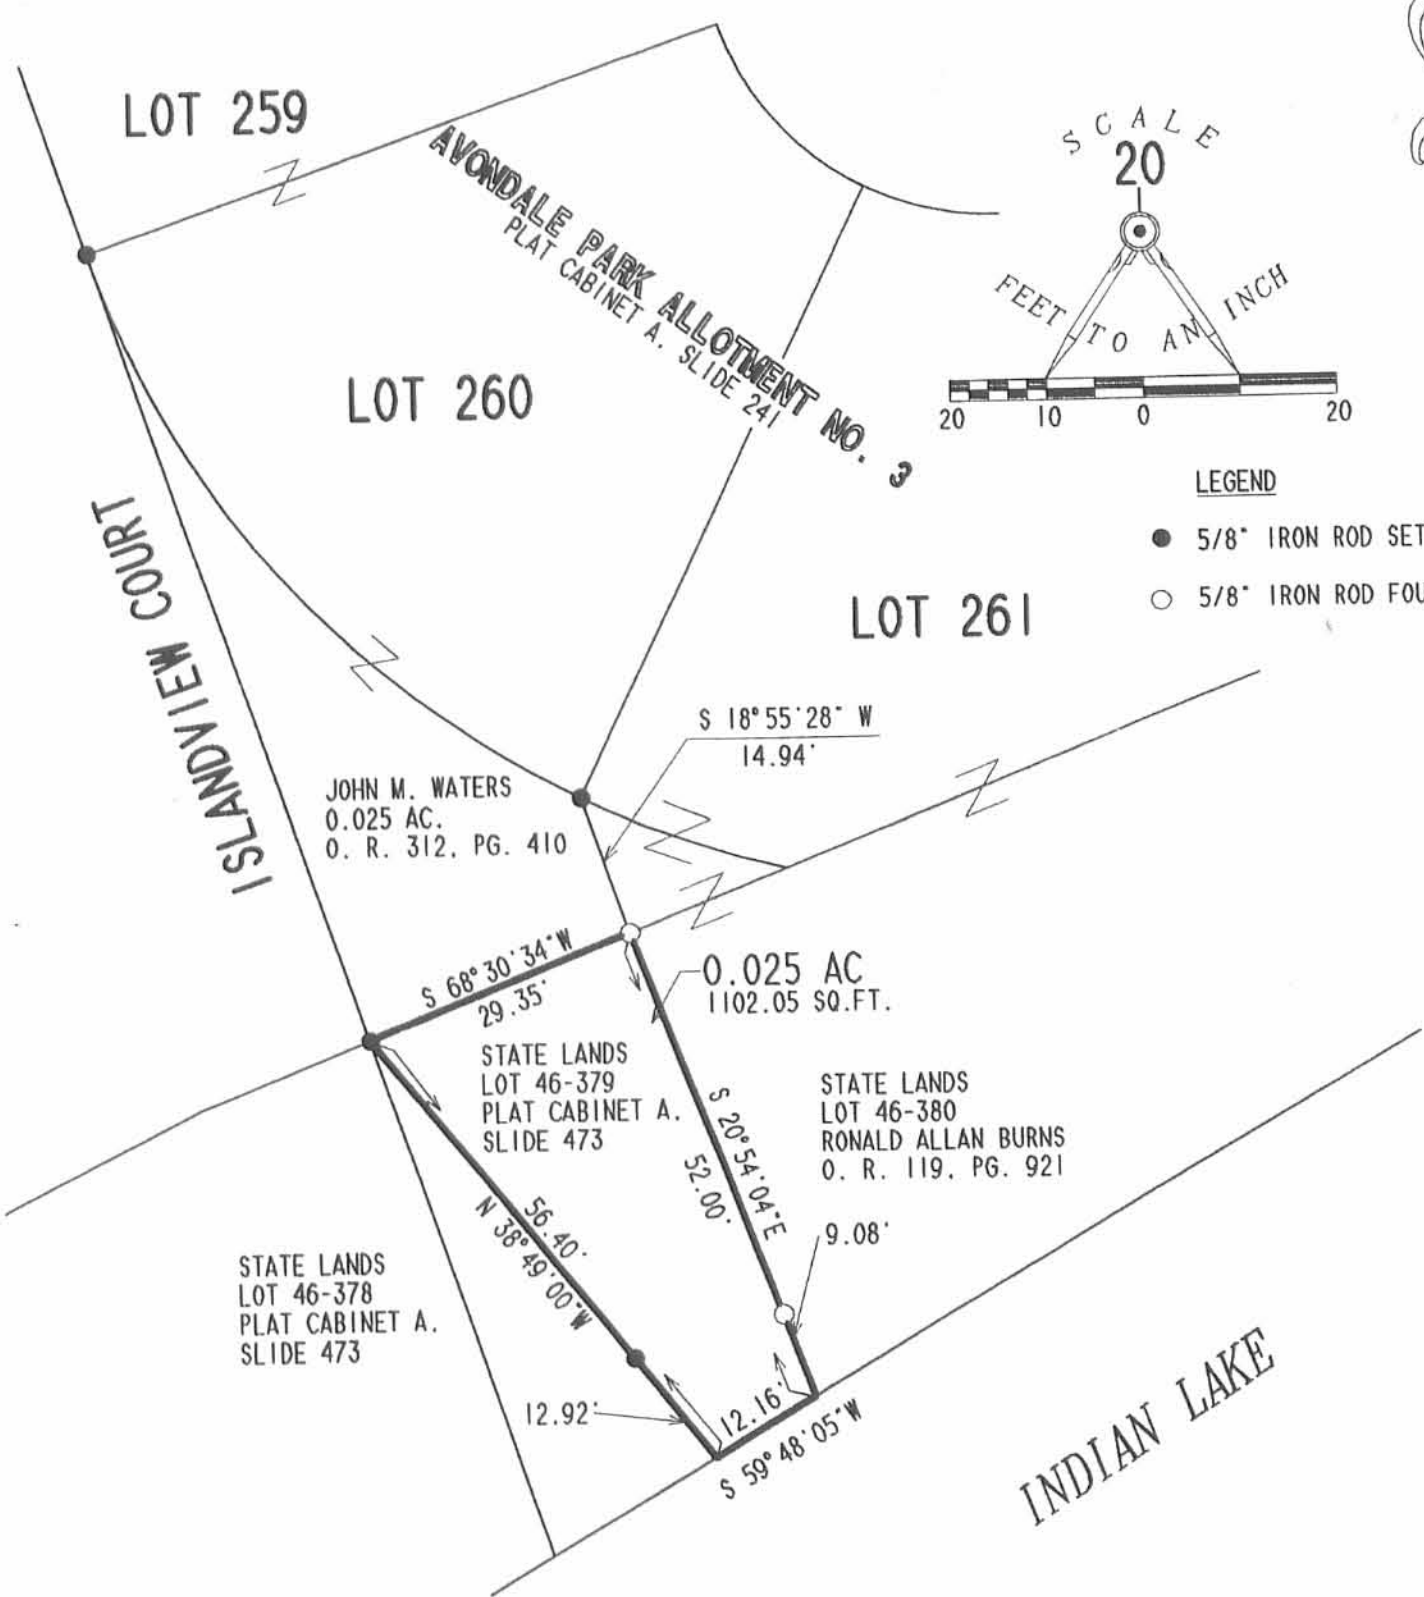 LOT 259
SCALE
20
FEET TO AN INCH
20 10 0 20
AVONDALE PARK ALLOTMENT NO. 3
PLAT CABINET A. SLIDE 241
LOT 260
LEGEND
5/8" IRON ROD SET
5/8" IRON ROD FOU
ISLANDVIEW COURT
LOT 261
S 18°55'28" W
14.94'
JOHN M. WATERS
0.025 AC.
O. R. 312. PG. 410
S 68°30'34"W
29.35'
0.025 AC
1102.05 SQ.FT.
STATE LANDS
LOT 46-379
PLAT CABINET A.
SLIDE 473
S 20°54'04"E
52.00'
STATE LANDS
LOT 46-380
RONALD ALLAN BURNS
O. R. 119. PG. 921
56.40'
N 38°49'00"W
9.08'
STATE LANDS
LOT 46-378
PLAT CABINET A.
SLIDE 473
12.92'
12.16'
S 59°48'05"W
INDIAN LAKE